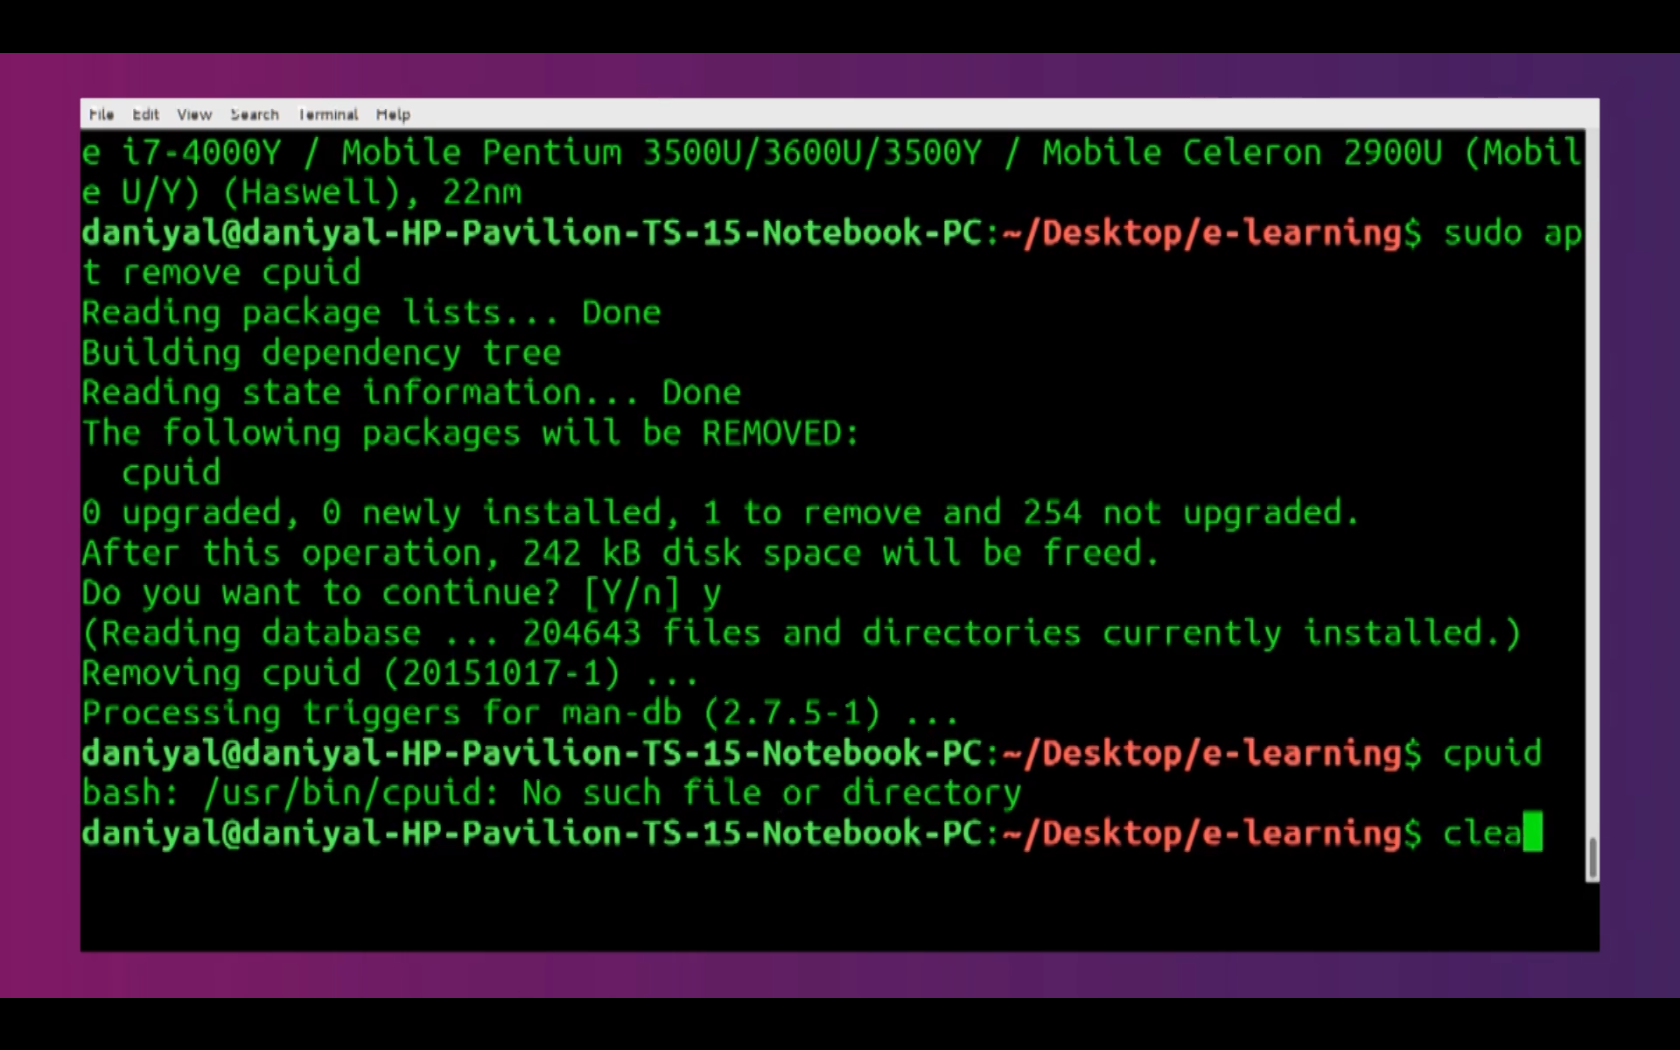 File Edit View Search Terminal Help
e i7-4000Y / Mobile Pentium 3500U/3600U/3500Y / Mobile Celeron 2900U (Mobil
e U/Y) (Haswell), 22nm
daniyal@daniyal-HP-Pavilion-TS-15-Notebook-PC:~/Desktop/e-learning$ sudo ap
t remove cpuid
Reading package lists... Done
Building dependency tree
Reading state information... Done
The following packages will be REMOVED:
  cpuid
0 upgraded, 0 newly installed, 1 to remove and 254 not upgraded.
After this operation, 242 kB disk space will be freed.
Do you want to continue? [Y/n] y
(Reading database ... 204643 files and directories currently installed.)
Removing cpuid (20151017-1) ...
Processing triggers for man-db (2.7.5-1) ...
daniyal@daniyal-HP-Pavilion-TS-15-Notebook-PC:~/Desktop/e-learning$ cpuid
bash: /usr/bin/cpuid: No such file or directory
daniyal@daniyal-HP-Pavilion-TS-15-Notebook-PC:~/Desktop/e-learning$ clea